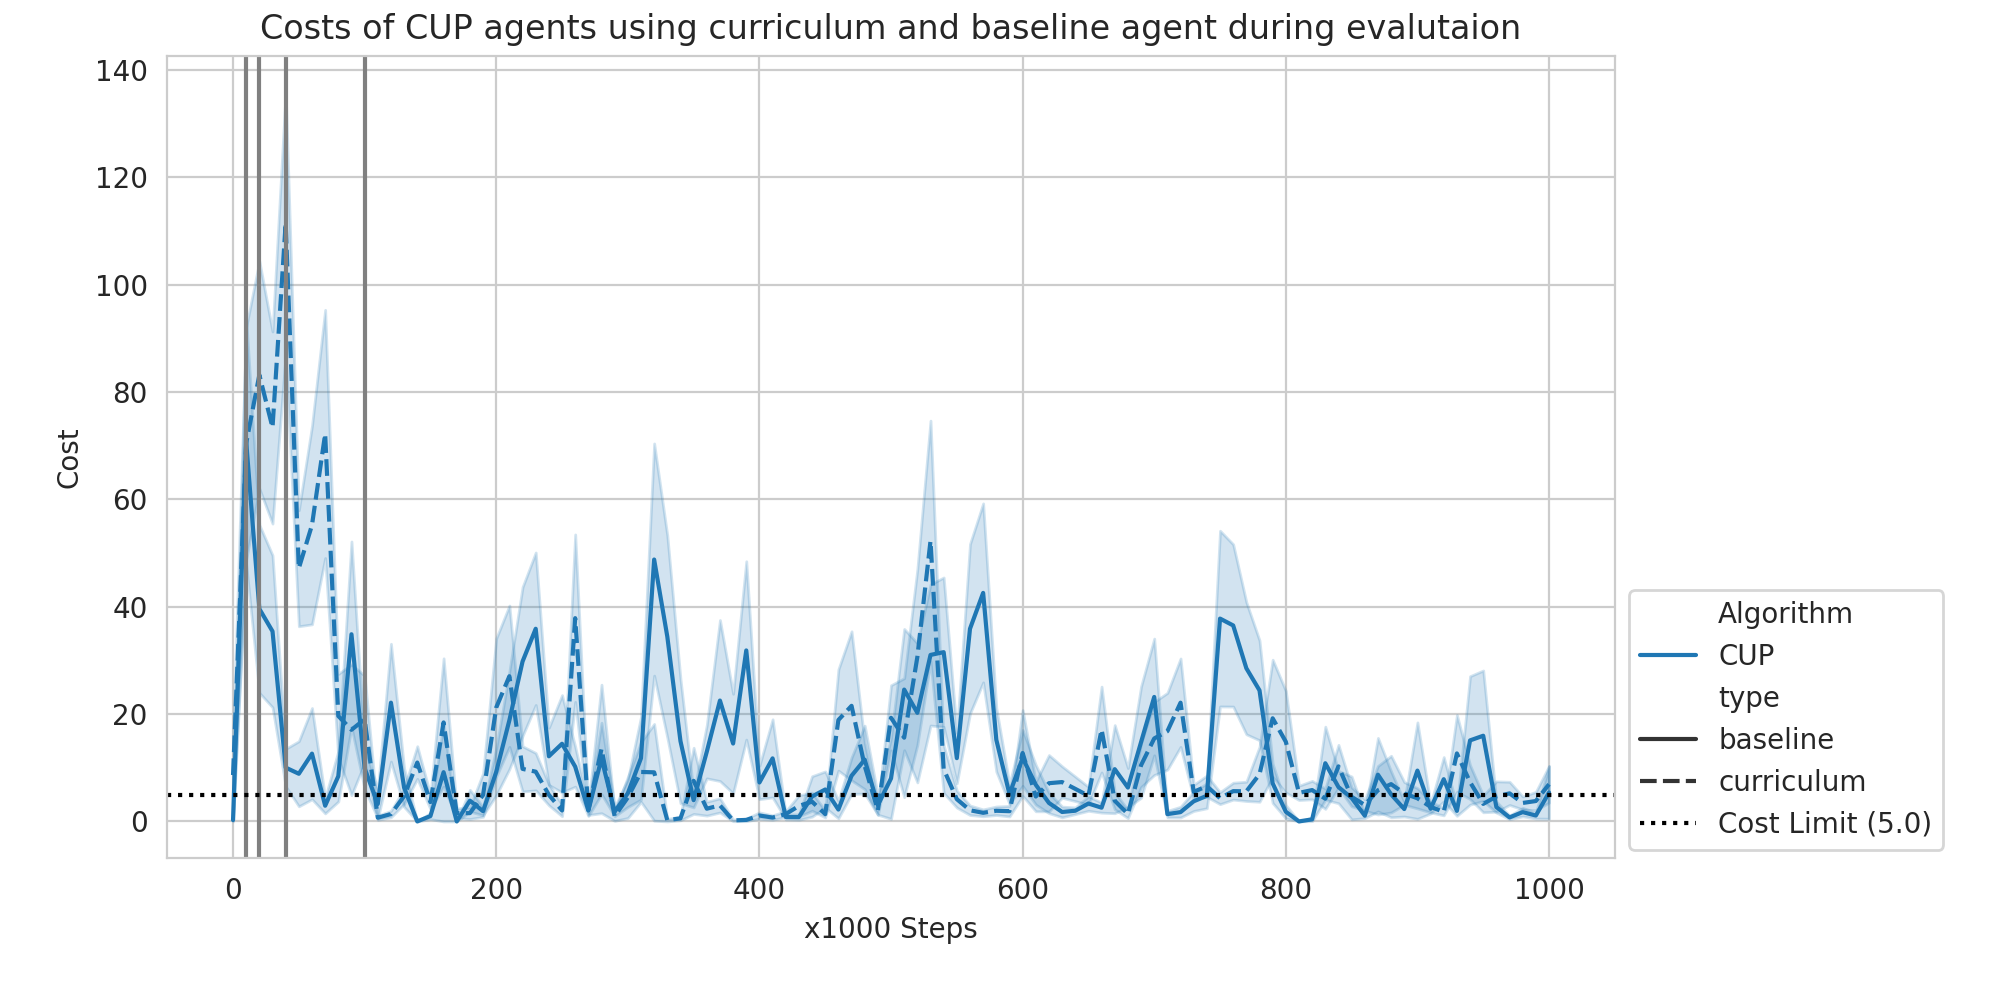 Costs of CUP agents using curriculum and baseline agent during evalutaion
140
120
100
80
60
40
20
0
Cost
0 200 400 600 800 1000
x1000 Steps
Algorithm
CUP
type
baseline
curriculum
Cost Limit (5.0)